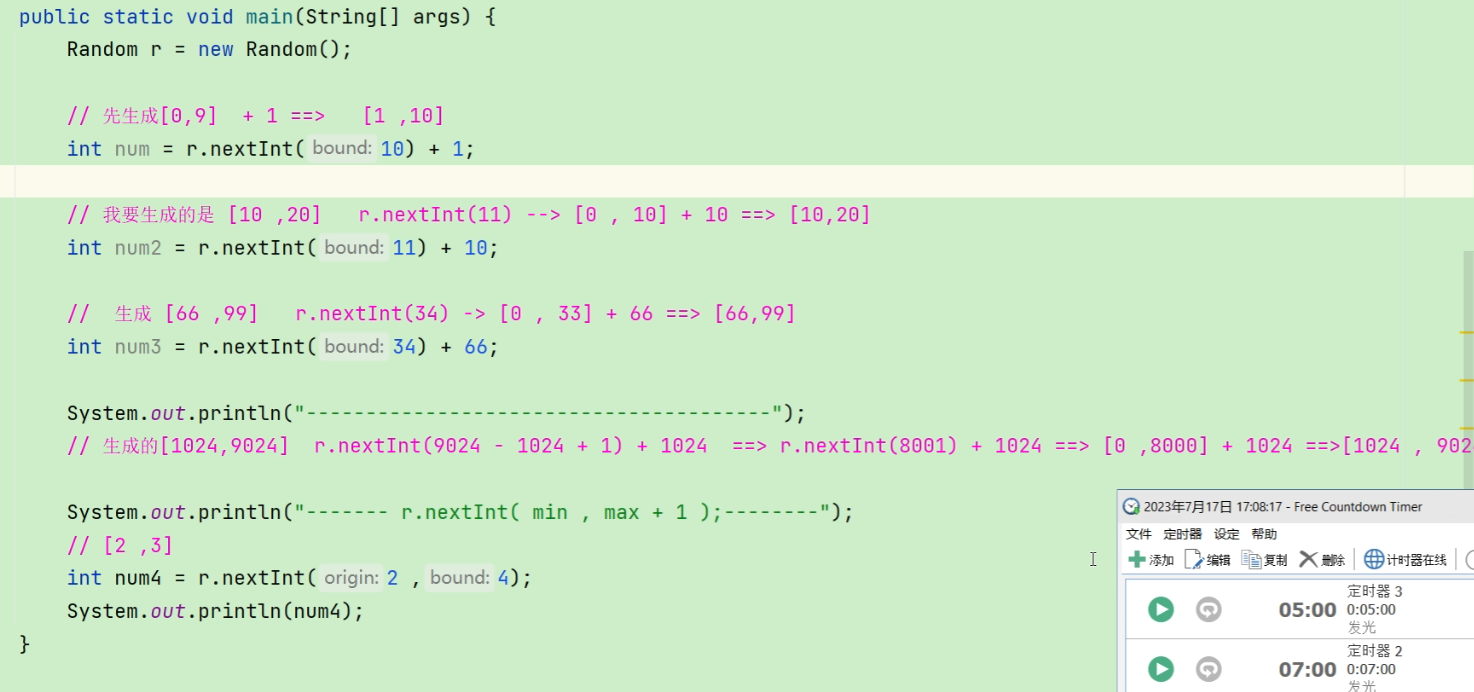 public static void main(String[] args) {
Random r = new Random();
// 先生成[0,9]  + 1 ==>   [1 ,10]
int num = r.nextInt( bound: 10) + 1;
// 我要生成的是 [10 ,20]   r.nextInt(11) --> [0 , 10] + 10 ==> [10,20]
int num2 = r.nextInt( bound: 11) + 10;
//  生成 [66 ,99]   r.nextInt(34) -> [0 , 33] + 66 ==> [66,99]
int num3 = r.nextInt( bound: 34) + 66;
System.out.println("---------------------------------------");
// 生成的[1024,9024]  r.nextInt(9024 - 1024 + 1) + 1024  ==> r.nextInt(8001) + 1024 ==> [0 ,8000] + 1024 ==>[1024 , 902
System.out.println("------- r.nextInt( min , max + 1 );--------");
// [2 ,3]
int num4 = r.nextInt( origin: 2 , bound: 4);
System.out.println(num4);
}
2023年7月17日 17:08:17 - Free Countdown Timer
文件 定时器 设定 帮助
添加 编辑 复制 删除 计时器在线
定时器 3
05:00 0:05:00
发光
定时器 2
07:00 0:07:00
发光